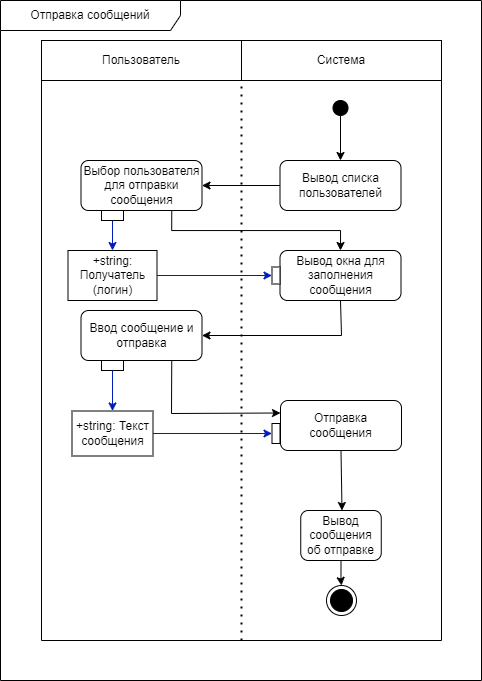 Отправка сообщений
Пользователь
Система
Выбор пользователя
для отправки
сообщения
Вывод списка
пользователей
+string:
Получатель
(логин)
Вывод окна для
заполнения
сообщения
Ввод сообщение и
отправка
+string: Текст
сообщения
Отправка
сообщения
Вывод
сообщения
об отправке